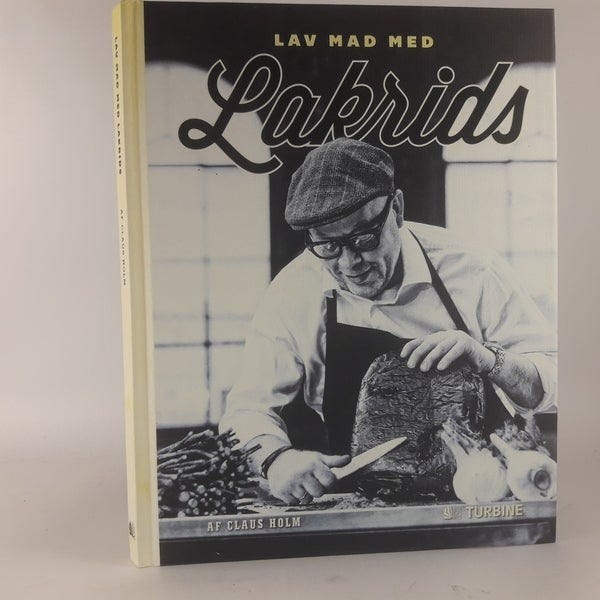 LAV MAD MED
Lakrids
AF CLAUS HOLM
TURBINE
LAV MAD MED LAKRIDS
AF CLAUS HOLM